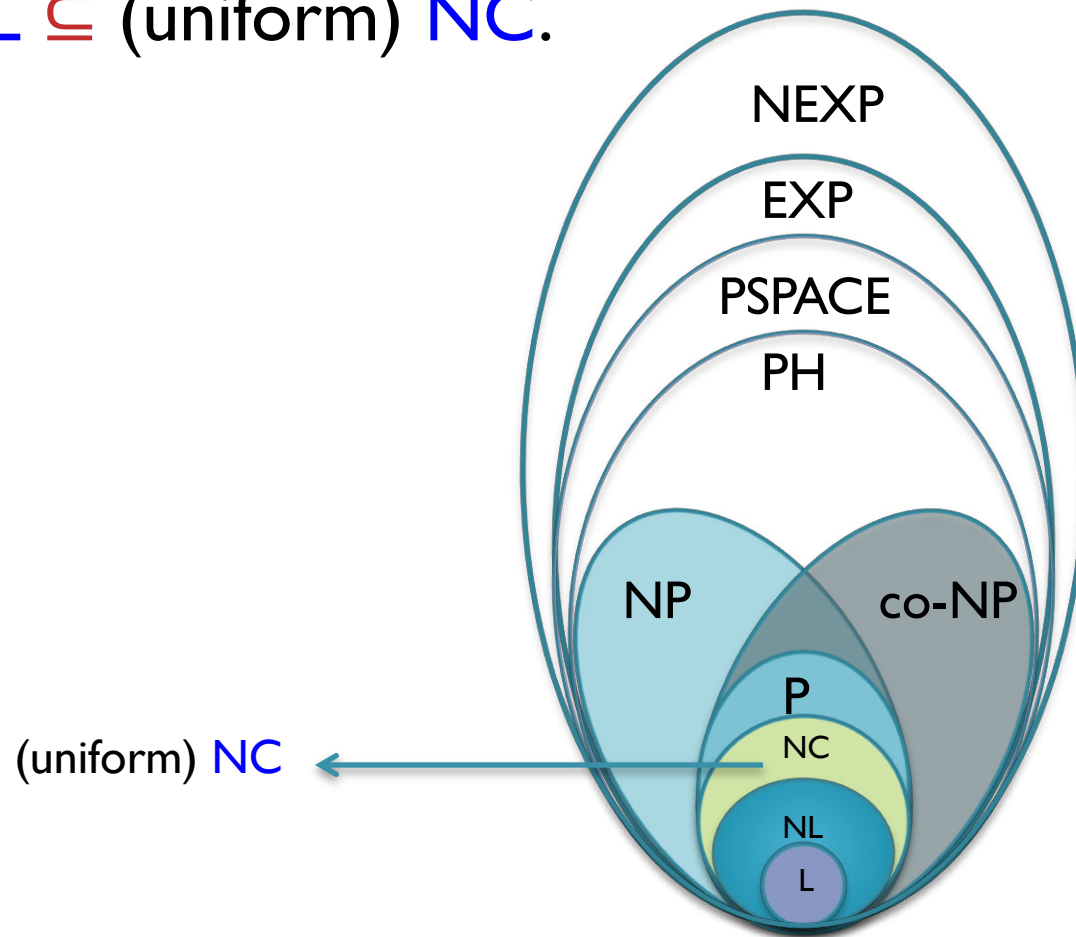 ⊆ (uniform) NC.
NEXP
EXP
PSPACE
PH
NP
co-NP
P
NC
(uniform) NC
NL
L